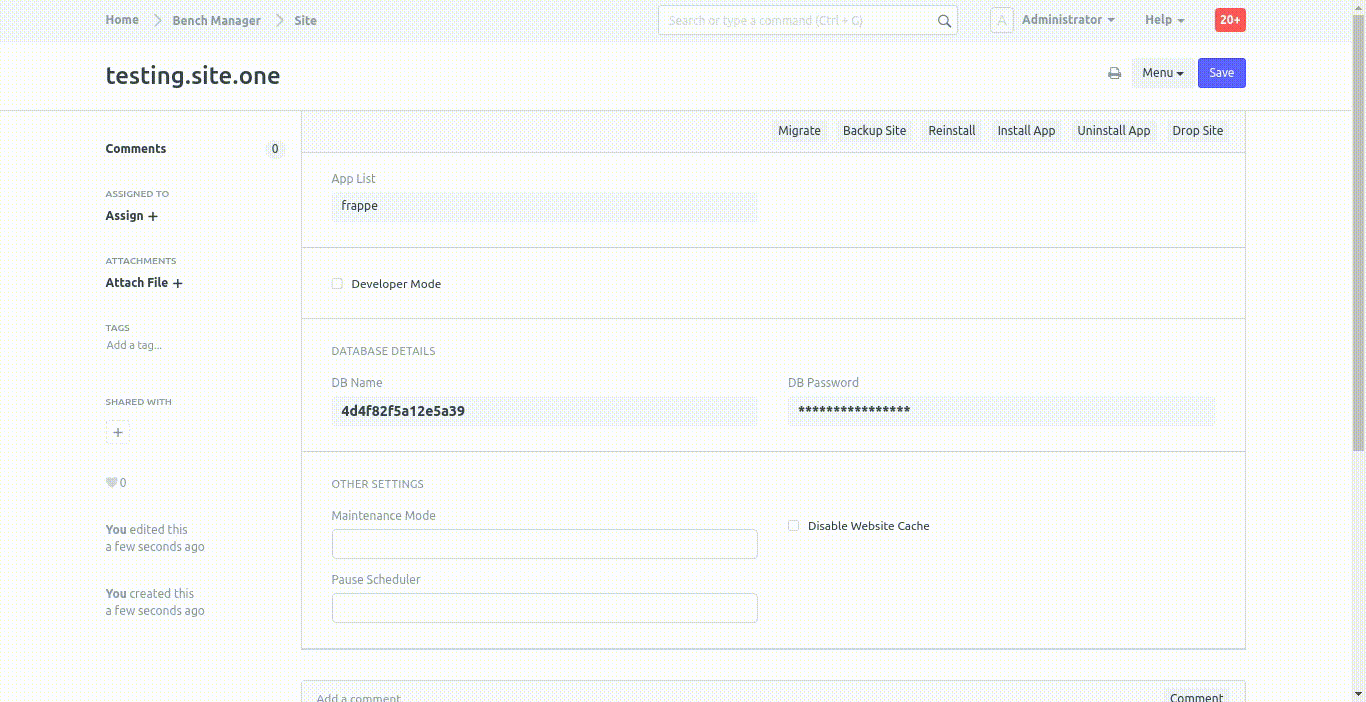 Home Bench Manager Site Search or type a command (Ctrl + G) A Administrator Help 20+
testing.site.one Menu Save
Migrate Backup Site Reinstall Install App Uninstall App Drop Site
Comments 0
ASSIGNED TO
Assign +
ATTACHMENTS
Attach File +
TAGS
Add a tag...
SHARED WITH
+
0
You edited this
a few seconds ago
You created this
a few seconds ago
App List
frappe
Developer Mode
DATABASE DETAILS
DB Name DB Password
4d4f82f5a12e5a39 ****************
OTHER SETTINGS
Maintenance Mode Disable Website Cache
Pause Scheduler
Add a comment Comment